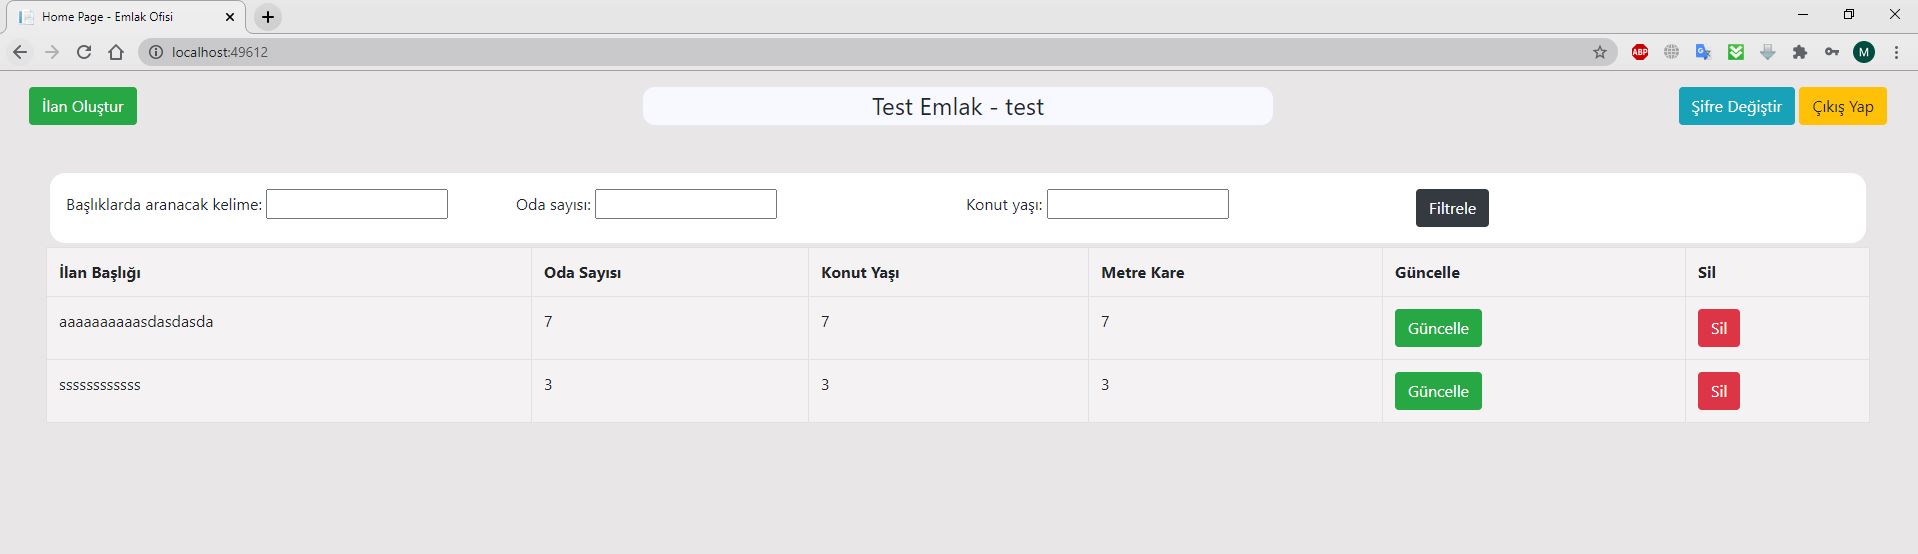 Home Page - Emlak Ofisi
localhost:49612
ABP
M
İlan Oluştur
Test Emlak - test
Şifre Değiştir
Çıkış Yap
Başlıklarda aranacak kelime:
Oda sayısı:
Konut yaşı:
Filtrele
İlan Başlığı Oda Sayısı Konut Yaşı Metre Kare Güncelle Sil
aaaaaaaaaasdasdasda 7 7 7 Güncelle Sil
ssssssssssss 3 3 3 Güncelle Sil